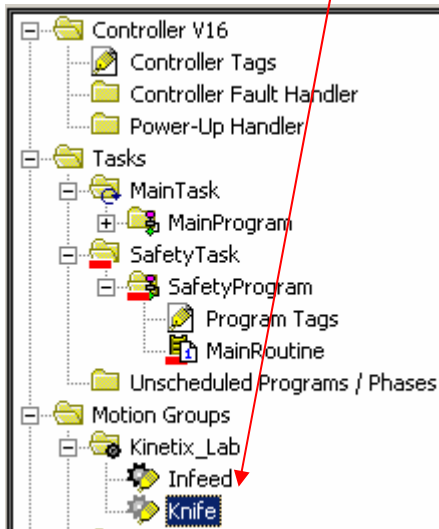 Controller V16
Controller Tags
Controller Fault Handler
Power-Up Handler
Tasks
MainTask
MainProgram
SafetyTask
SafetyProgram
Program Tags
MainRoutine
Unscheduled Programs / Phases
Motion Groups
Kinetix_Lab
Infeed
Knife